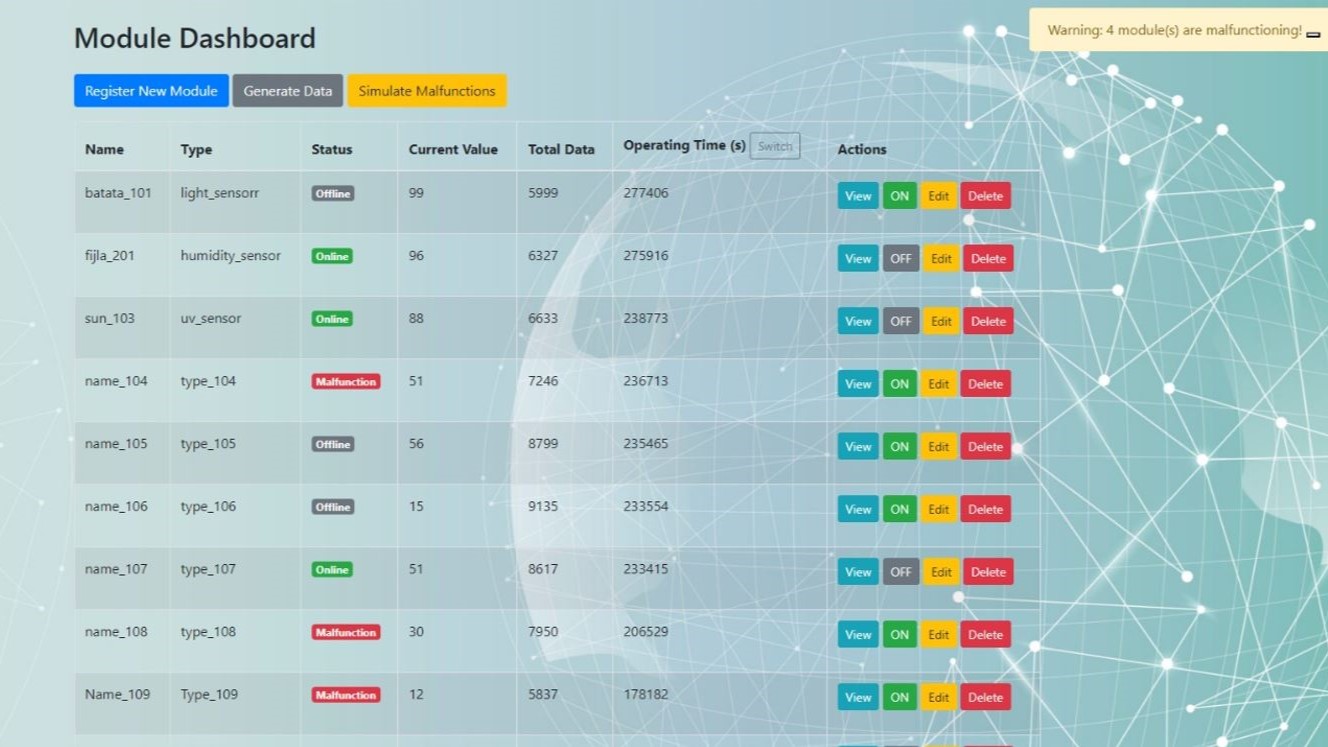 Warning: 4 module(s) are malfunctioning!
Module Dashboard
Register New Module Generate Data Simulate Malfunctions
Name Type Status Current Value Total Data Operating Time (s) Switch Actions
batata_101 light_sensorr Offline 99 5999 277406 View ON Edit Delete
fijla_201 humidity_sensor Online 96 6327 275916 View OFF Edit Delete
sun_103 uv_sensor Online 88 6633 238773 View OFF Edit Delete
name_104 type_104 Malfunction 51 7246 236713 View ON Edit Delete
name_105 type_105 Offline 56 8799 235465 View ON Edit Delete
name_106 type_106 Offline 15 9135 233554 View ON Edit Delete
name_107 type_107 Online 51 8617 233415 View OFF Edit Delete
name_108 type_108 Malfunction 30 7950 206529 View ON Edit Delete
Name_109 Type_109 Malfunction 12 5837 178182 View ON Edit Delete